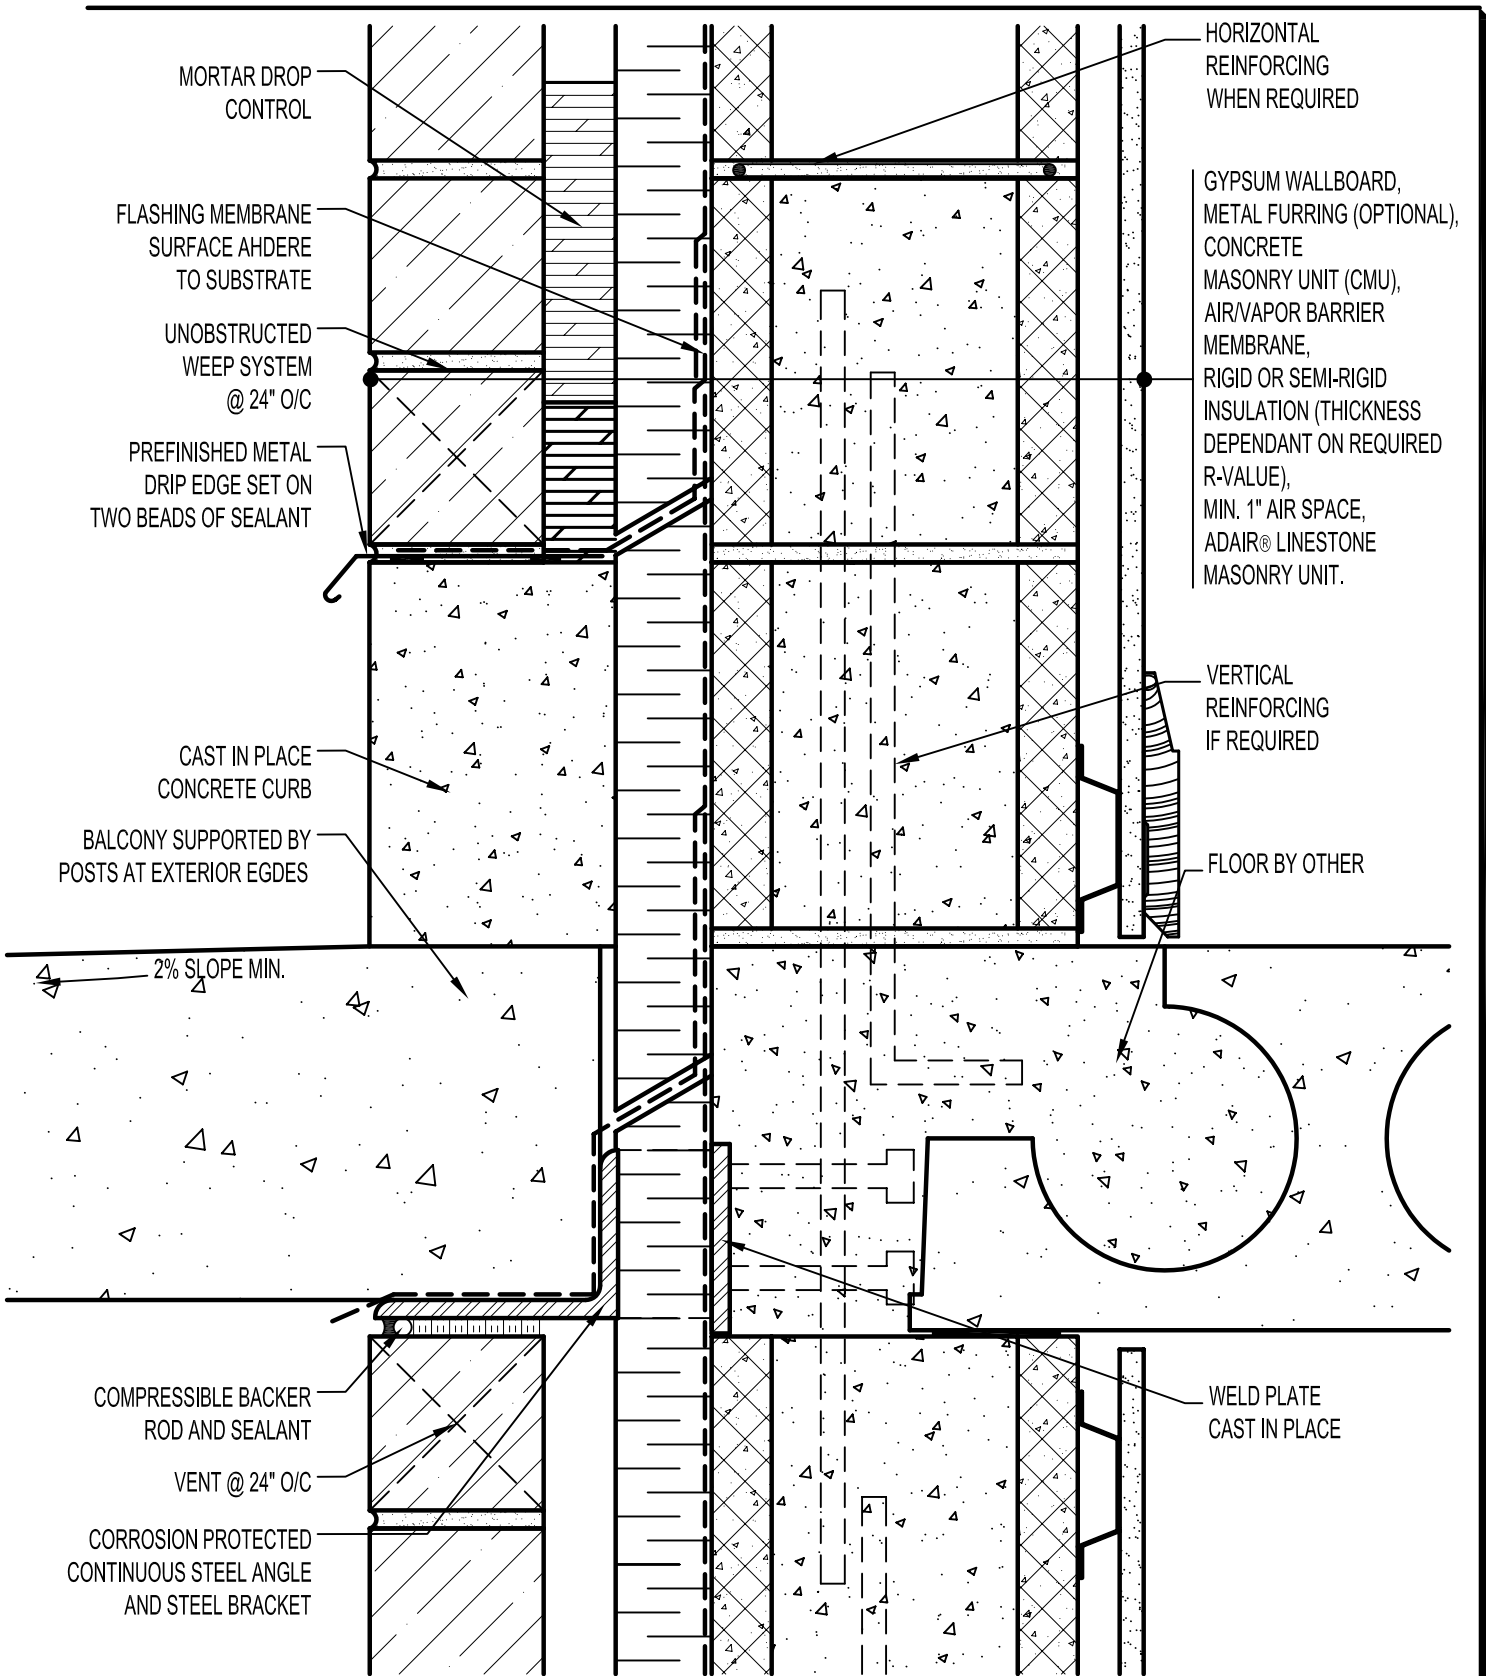 MORTAR DROP
CONTROL
FLASHING MEMBRANE
SURFACE AHDERE
TO SUBSTRATE
UNOBSTRUCTED
WEEP SYSTEM
@ 24" O/C
PREFINISHED METAL
DRIP EDGE SET ON
TWO BEADS OF SEALANT
CAST IN PLACE
CONCRETE CURB
BALCONY SUPPORTED BY
POSTS AT EXTERIOR EGDES
2% SLOPE MIN.
COMPRESSIBLE BACKER
ROD AND SEALANT
VENT @ 24" O/C
CORROSION PROTECTED
CONTINUOUS STEEL ANGLE
AND STEEL BRACKET
HORIZONTAL
REINFORCING
WHEN REQUIRED
GYPSUM WALLBOARD,
METAL FURRING (OPTIONAL),
CONCRETE
MASONRY UNIT (CMU),
AIR/VAPOR BARRIER
MEMBRANE,
RIGID OR SEMI-RIGID
INSULATION (THICKNESS
DEPENDANT ON REQUIRED
R-VALUE),
MIN. 1" AIR SPACE,
ADAIR® LINESTONE
MASONRY UNIT.
VERTICAL
REINFORCING
IF REQUIRED
FLOOR BY OTHER
WELD PLATE
CAST IN PLACE